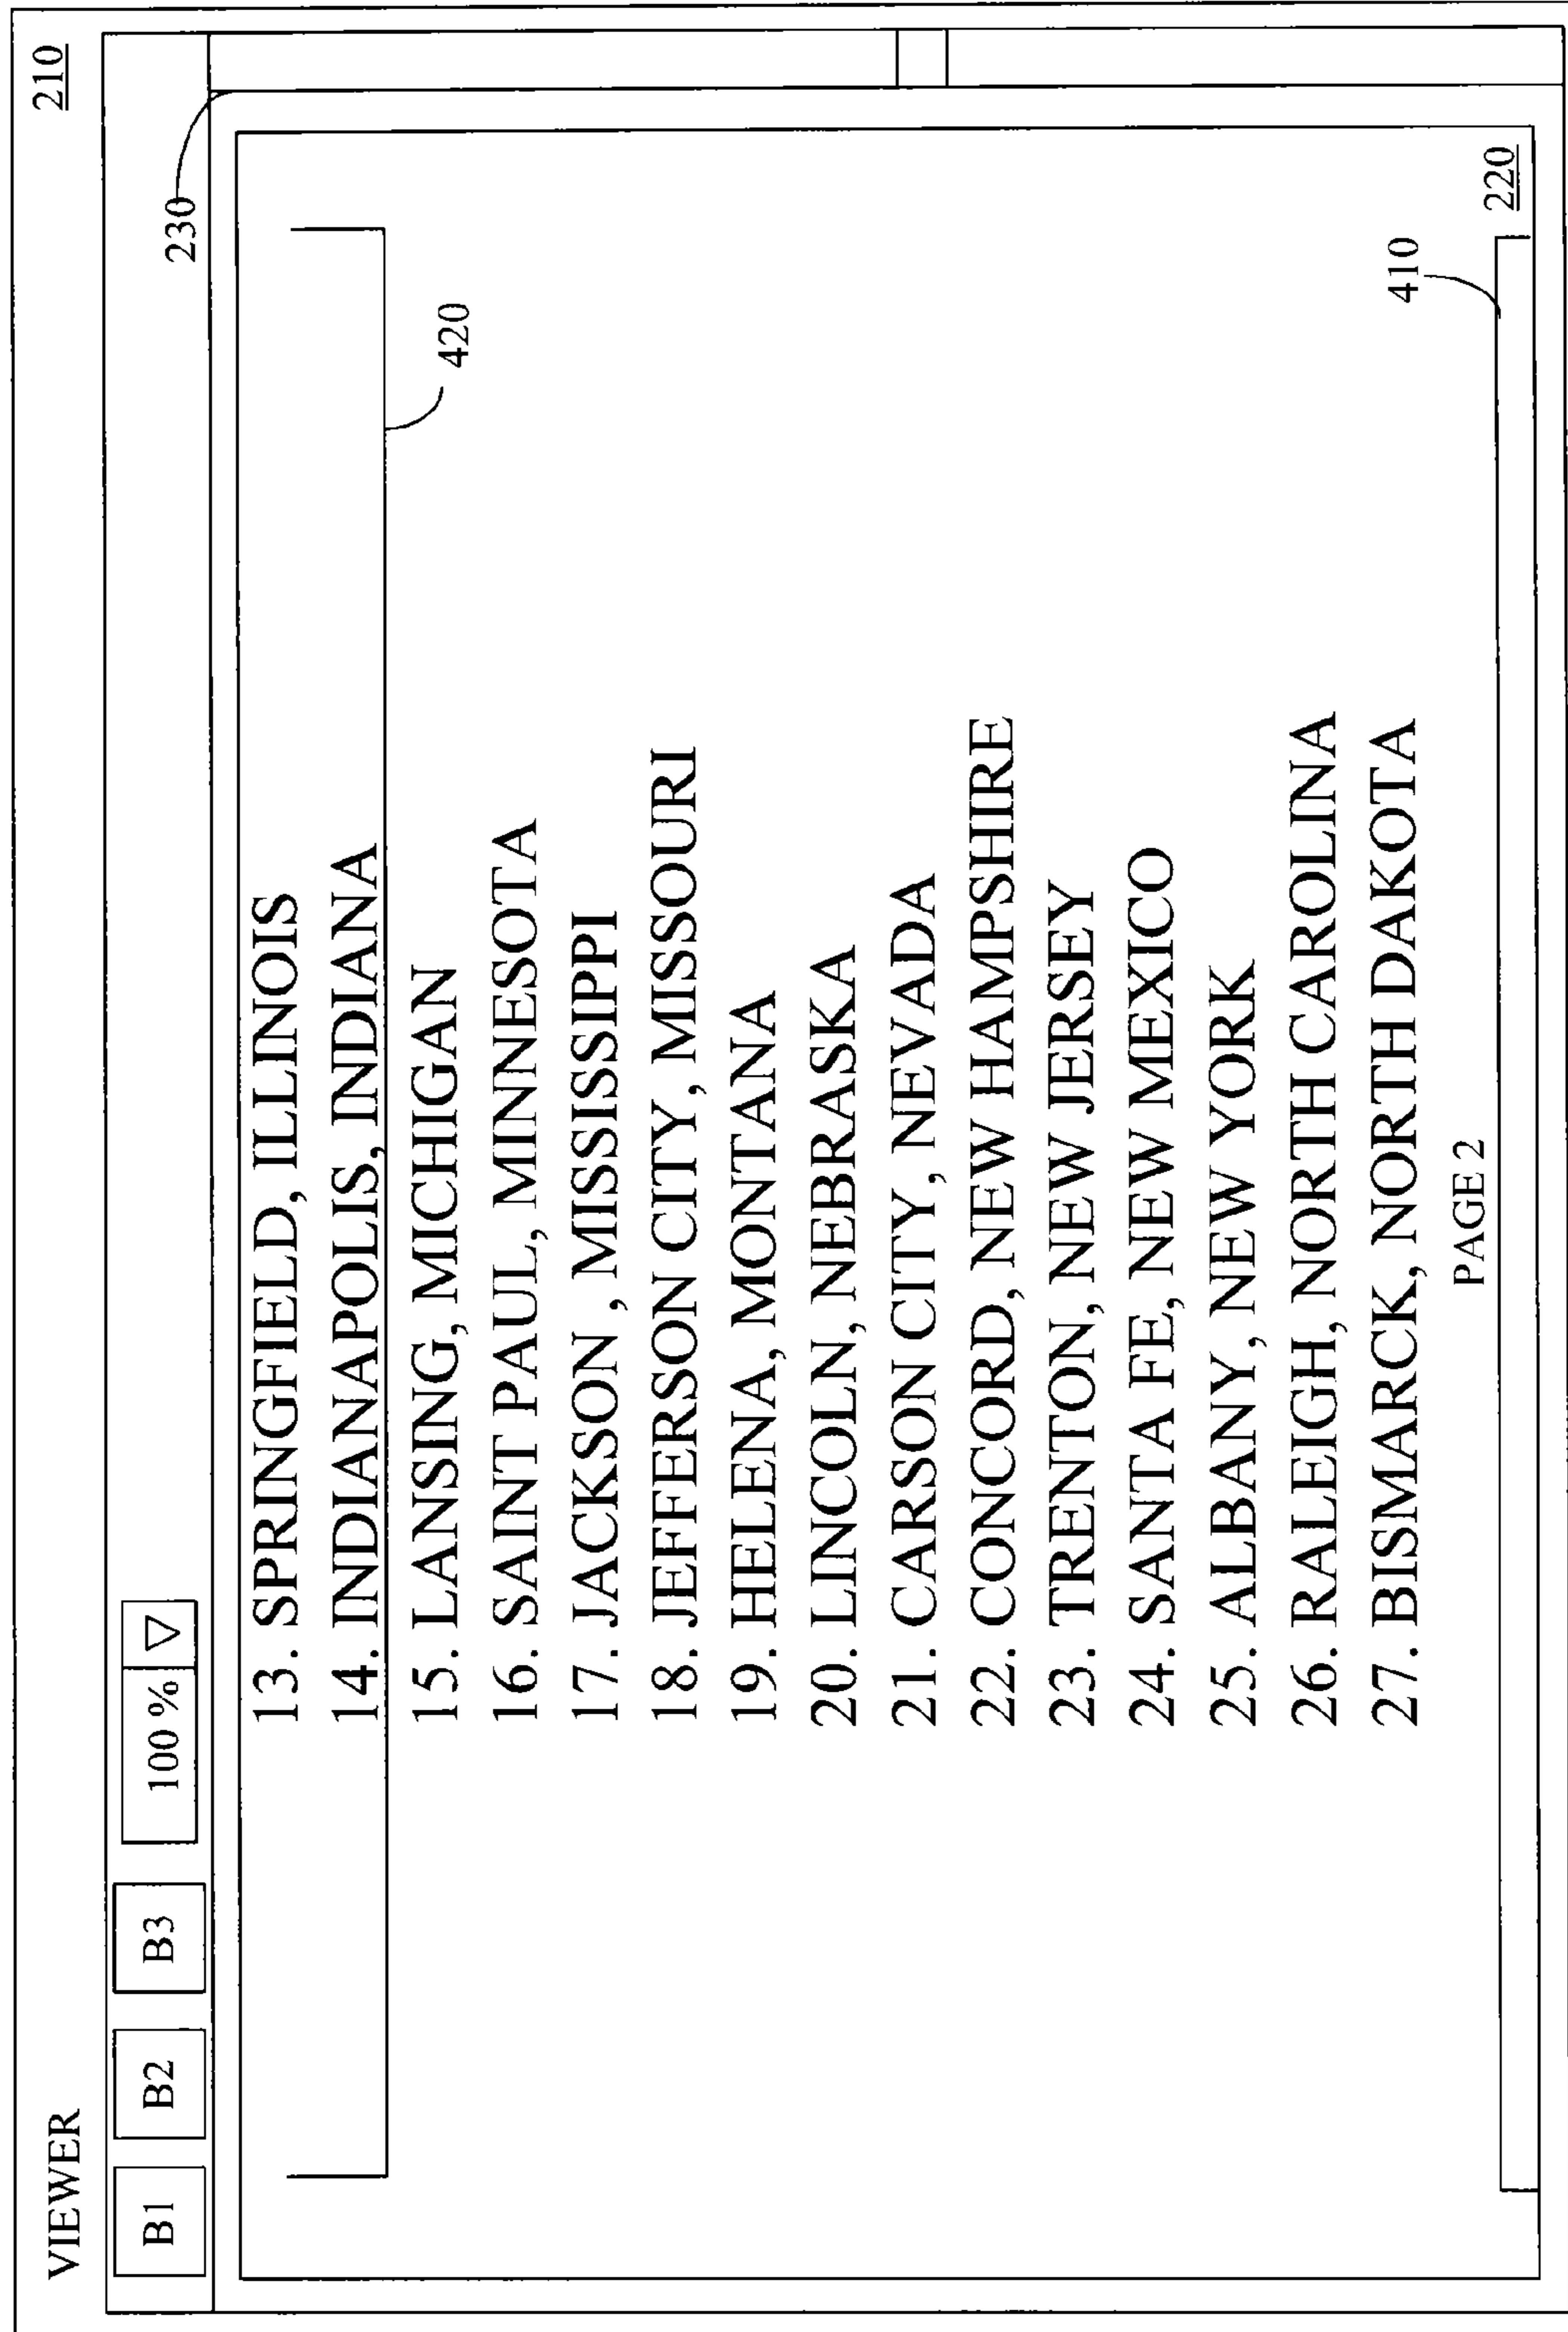 VIEWER
210
B1 B2 B3 100 % ▽
230
13. SPRINGFIELD, ILLINOIS
14. INDIANAPOLIS, INDIANA
420
15. LANSING, MICHIGAN
16. SAINT PAUL, MINNESOTA
17. JACKSON , MISSISSIPPI
18. JEFFERSON CITY, MISSOURI
19. HELENA, MONTANA
20. LINCOLN, NEBRASKA
21. CARSON CITY, NEVADA
22. CONCORD, NEW HAMPSHIRE
23. TRENTON, NEW JERSEY
24. SANTA FE, NEW MEXICO
25. ALBANY, NEW YORK
26. RALEIGH, NORTH CAROLINA
27. BISMARCK, NORTH DAKOTA
410
PAGE 2
220